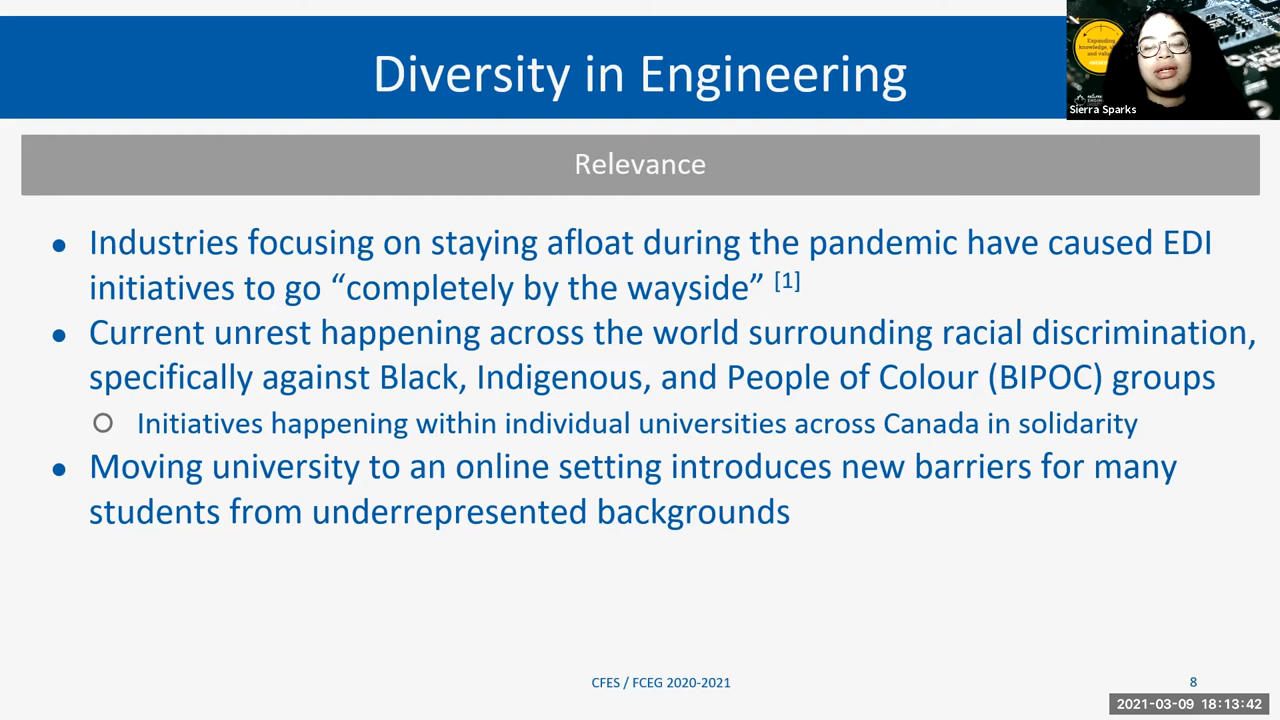 Diversity in Engineering
Expanding
knowledge,
and value
Sierra Sparks
Relevance
● Industries focusing on staying afloat during the pandemic have caused EDI
initiatives to go “completely by the wayside” [1]
● Current unrest happening across the world surrounding racial discrimination,
specifically against Black, Indigenous, and People of Colour (BIPOC) groups
○ Initiatives happening within individual universities across Canada in solidarity
● Moving university to an online setting introduces new barriers for many
students from underrepresented backgrounds
CFES / FCEG 2020-2021
8
2021-03-09 18:13:42